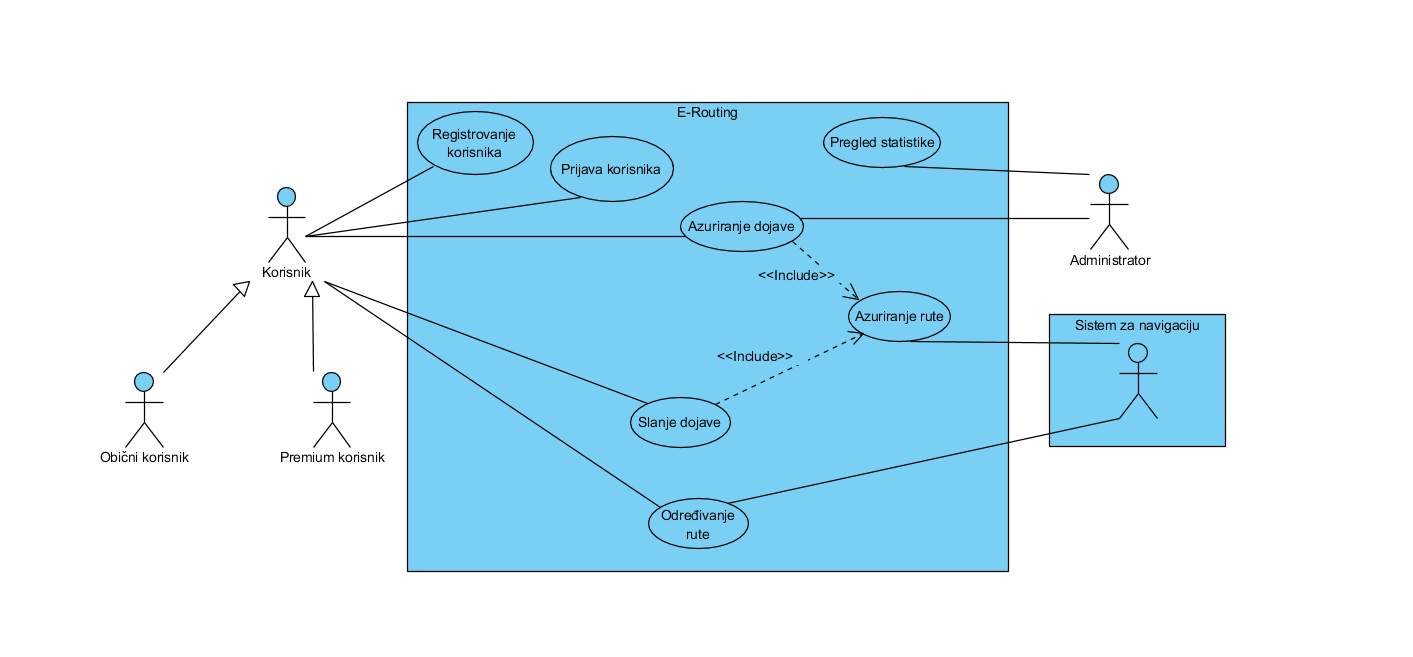 E-Routing
Registrovanje
korisnika
Prijava korisnika
Pregled statistike
Azuriranje dojave
Korisnik
Administrator
<<Include>>
Azuriranje rute
Sistem za navigaciju
<<Include>>
Slanje dojave
Obični korisnik
Premium korisnik
Određivanje
rute